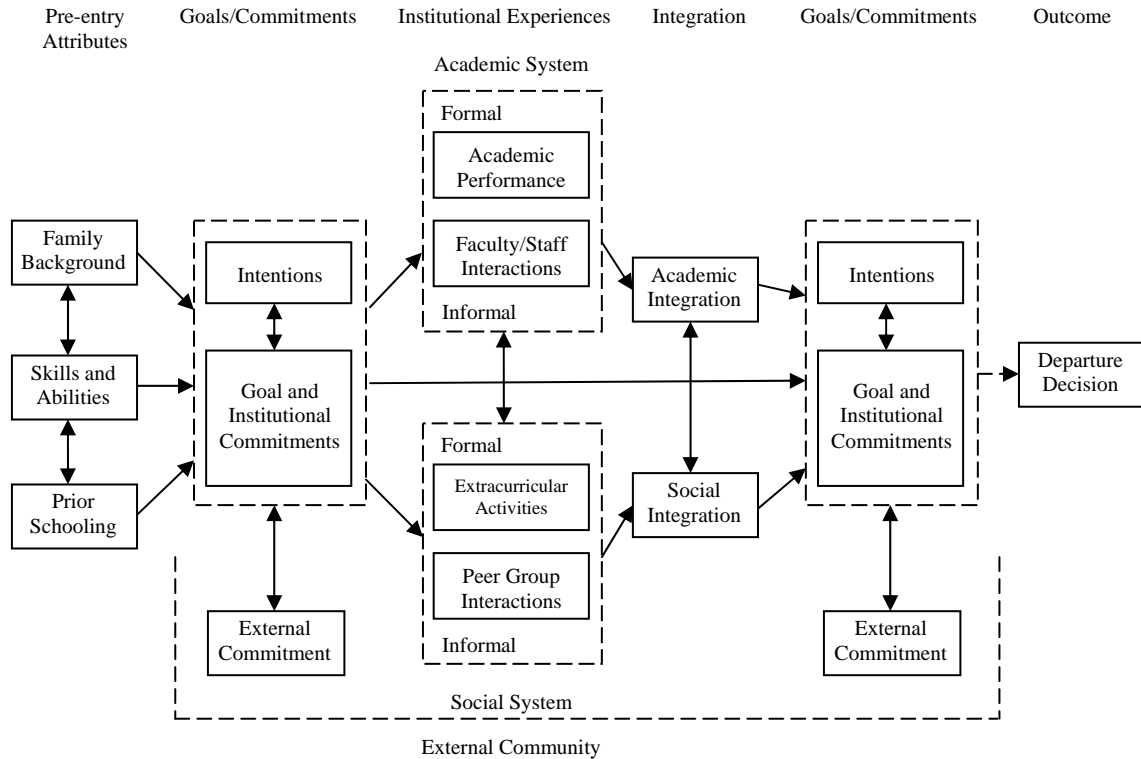 Pre-entry
Attributes
Goals/Commitments
Institutional Experiences
Integration
Goals/Commitments
Outcome
Academic System
Formal
Academic
Performance
Faculty/Staff
Interactions
Informal
Family
Background
Skills and
Abilities
Prior
Schooling
Intentions
Goal and
Institutional
Commitments
External
Commitment
Formal
Extracurricular
Activities
Peer Group
Interactions
Informal
Academic
Integration
Social
Integration
Intentions
Goal and
Institutional
Commitments
External
Commitment
Departure
Decision
Social System
External Community